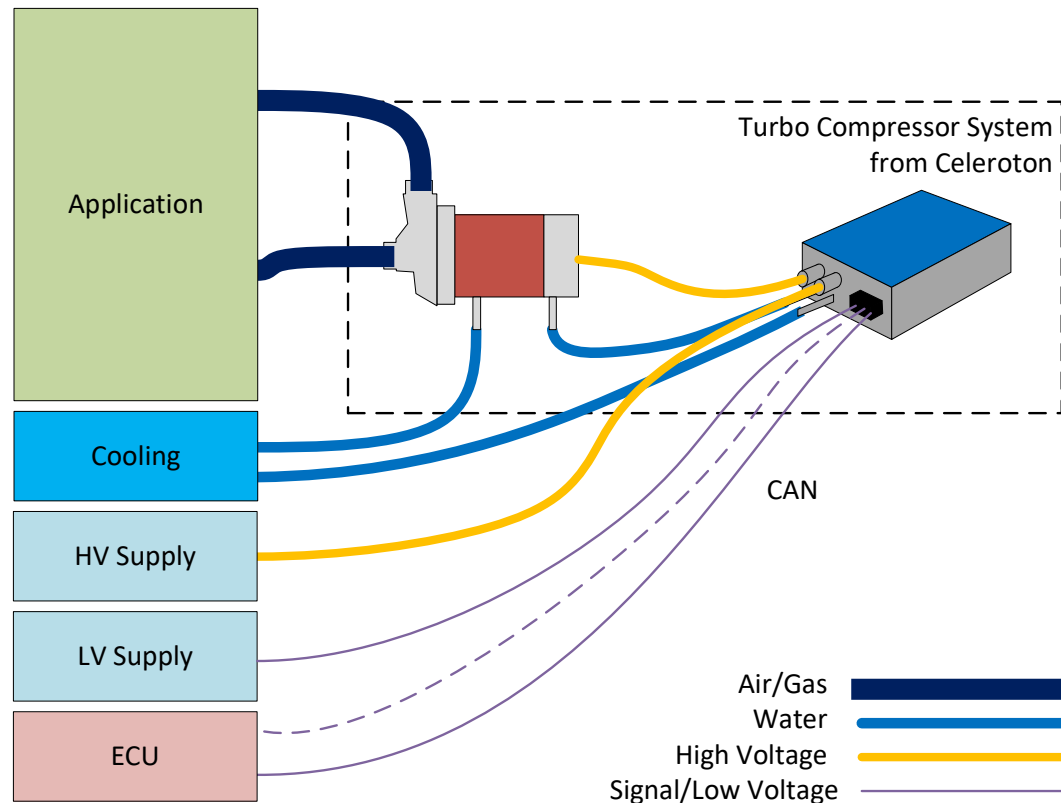 Application
Turbo Compressor System
from Celeroton
Cooling
CAN
HV Supply
LV Supply
ECU
Air/Gas
Water
High Voltage
Signal/Low Voltage